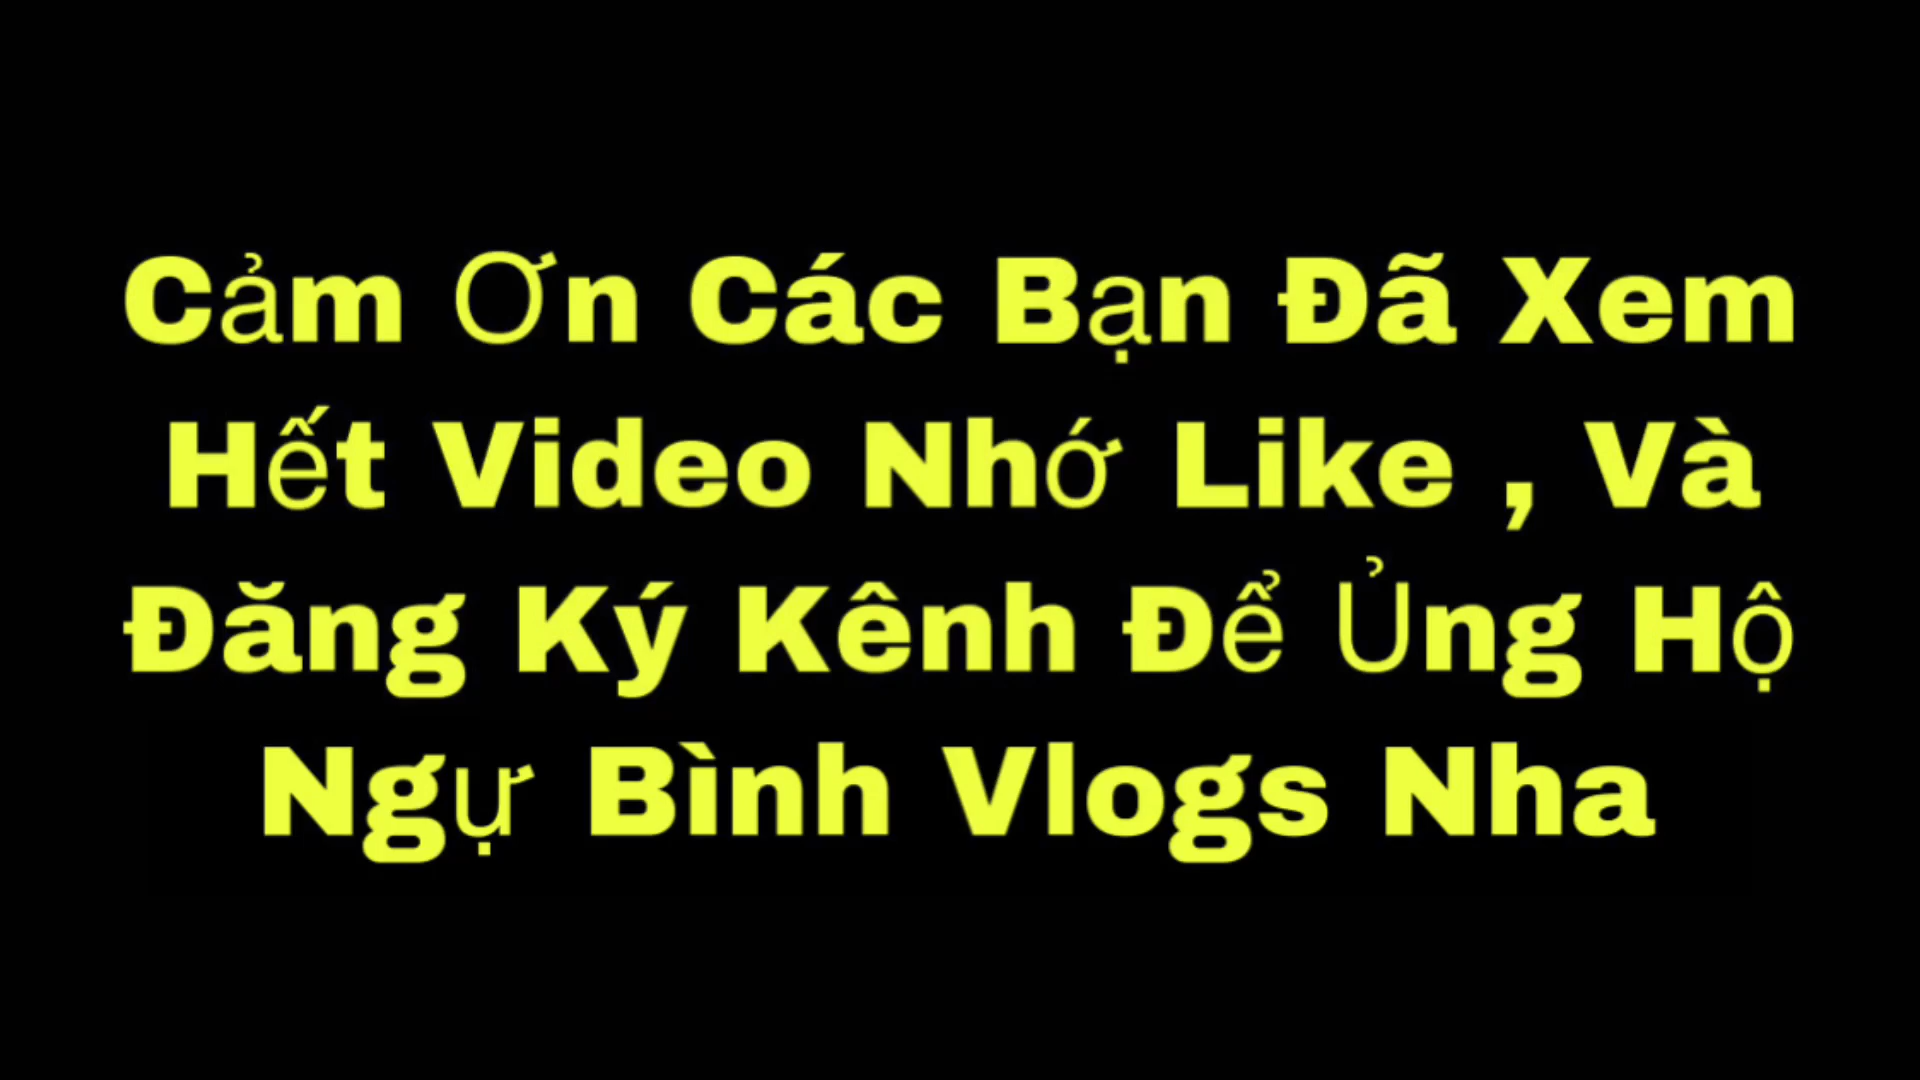 Cảm Ơn Các Bạn Đã Xem
Hết Video Nhớ Like , Và
Đăng Ký Kênh Để Ủng Hộ
Ngự Bình Vlogs Nha